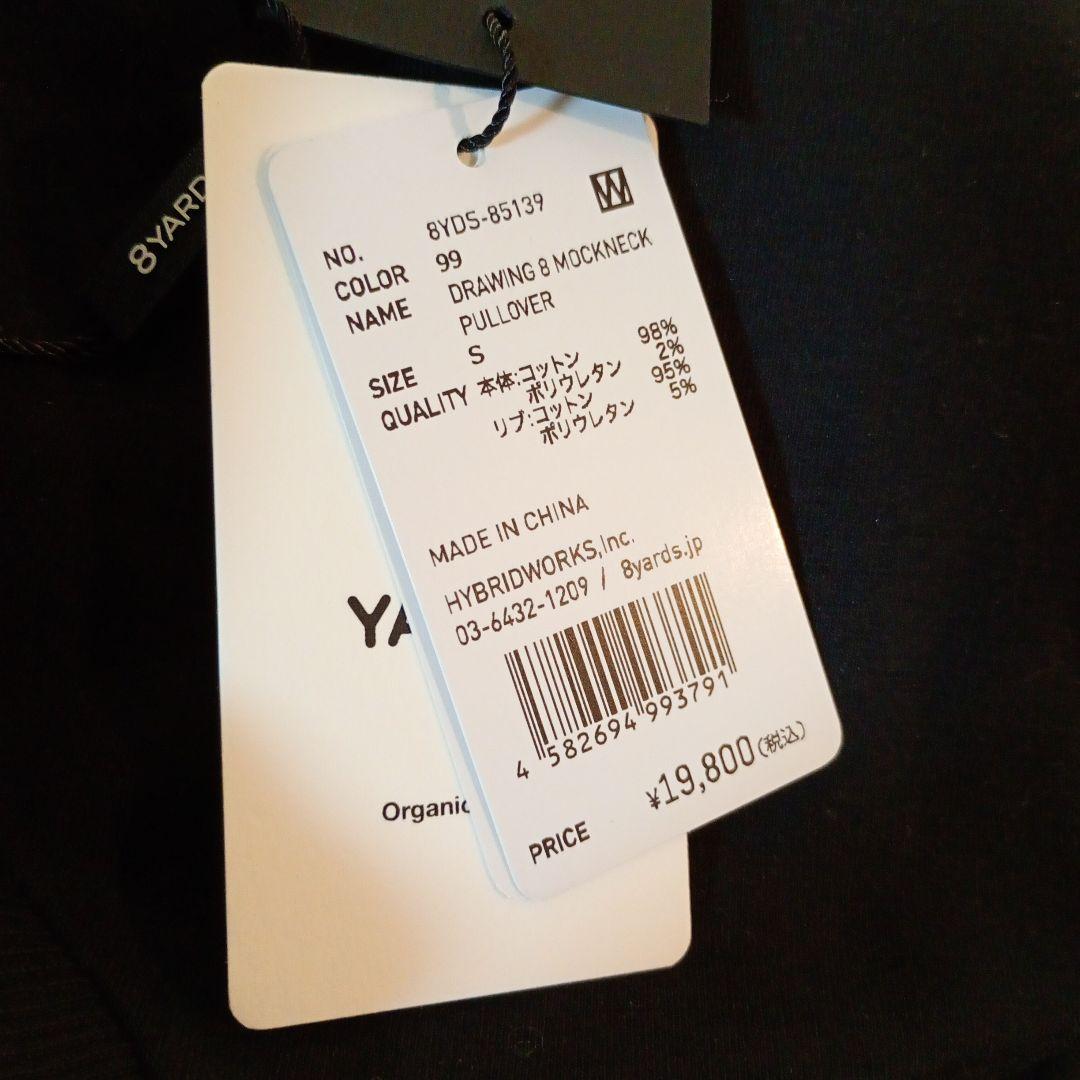 8YARD
NO. 8YDS-85139
COLOR 99
NAME DRAWING 8 MOCKNECK
PULLOVER
SIZE S
QUALITY 本体:コットン 98%
ポリウレタン 2%
リブ:コットン 95%
ポリウレタン 5%
MADE IN CHINA
HYBRIDWORKS,Inc.
03-6432-1209 / 8yards.jp
4 582694 993791
PRICE ¥19,800(税込)
YA
Organic